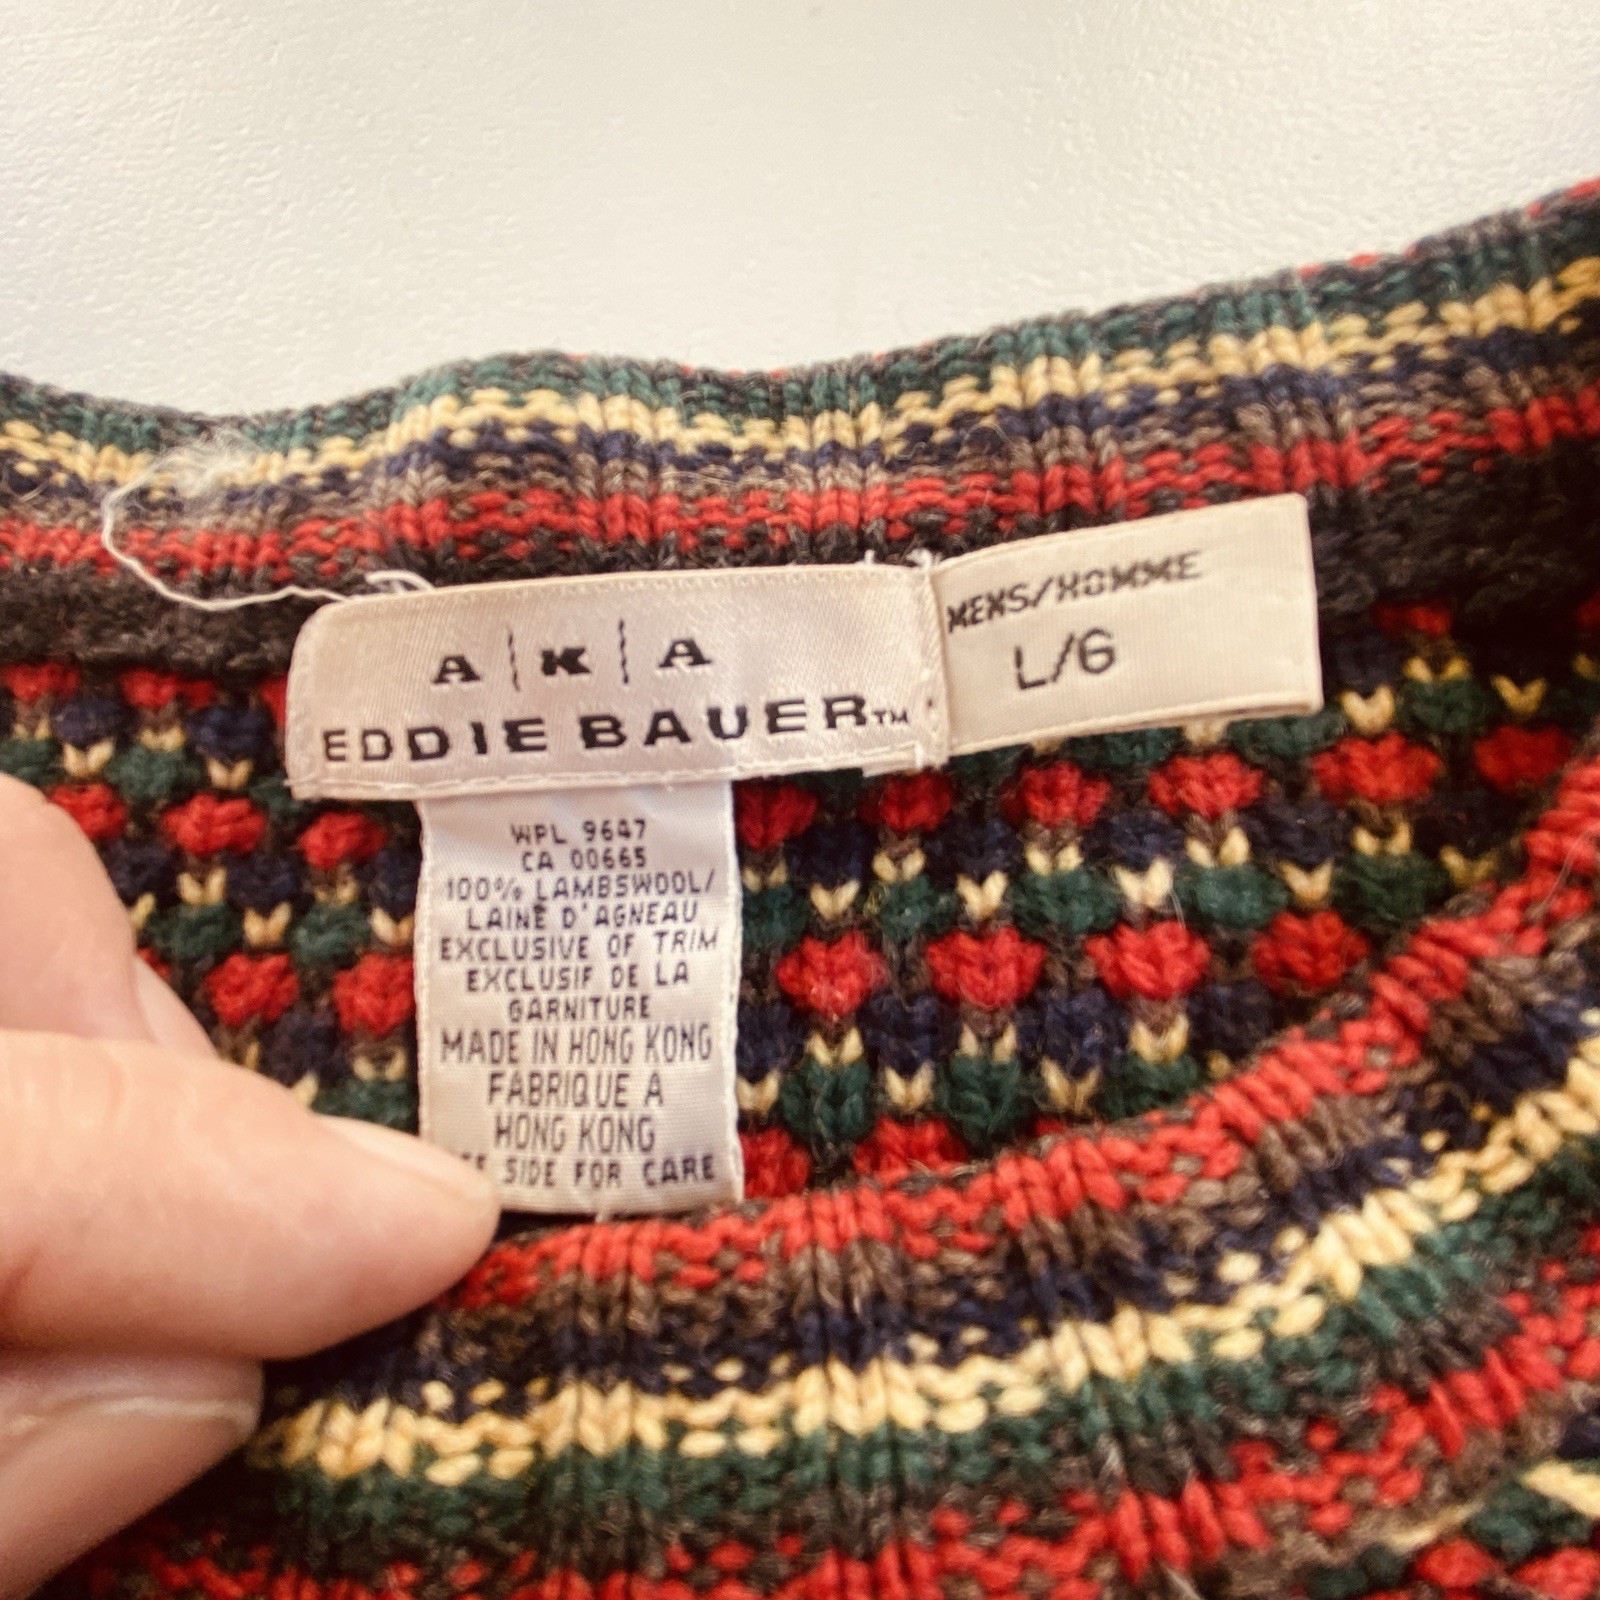 A|K|A
EDDIE BAUER™
MENS/HOMME
L/G
WPL 9647
CA 00665
100% LAMBSWOOL/
LAINE D'AGNEAU
EXCLUSIVE OF TRIM
EXCLUSIF DE LA
GARNITURE
MADE IN HONG KONG
FABRIQUE A
HONG KONG
SIDE FOR CARE